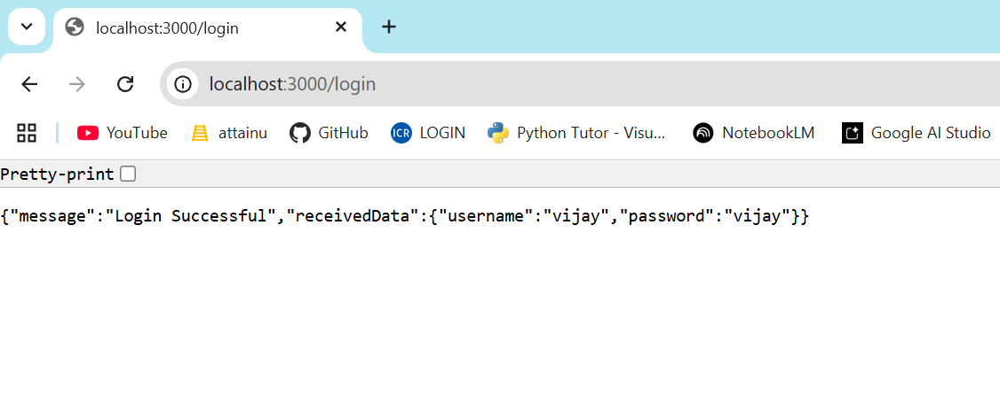 localhost:3000/login
localhost:3000/login
YouTube attainu GitHub ICR LOGIN Python Tutor - Visu... NotebookLM Google AI Studio
Pretty-print
{"message":"Login Successful","receivedData":{"username":"vijay","password":"vijay"}}